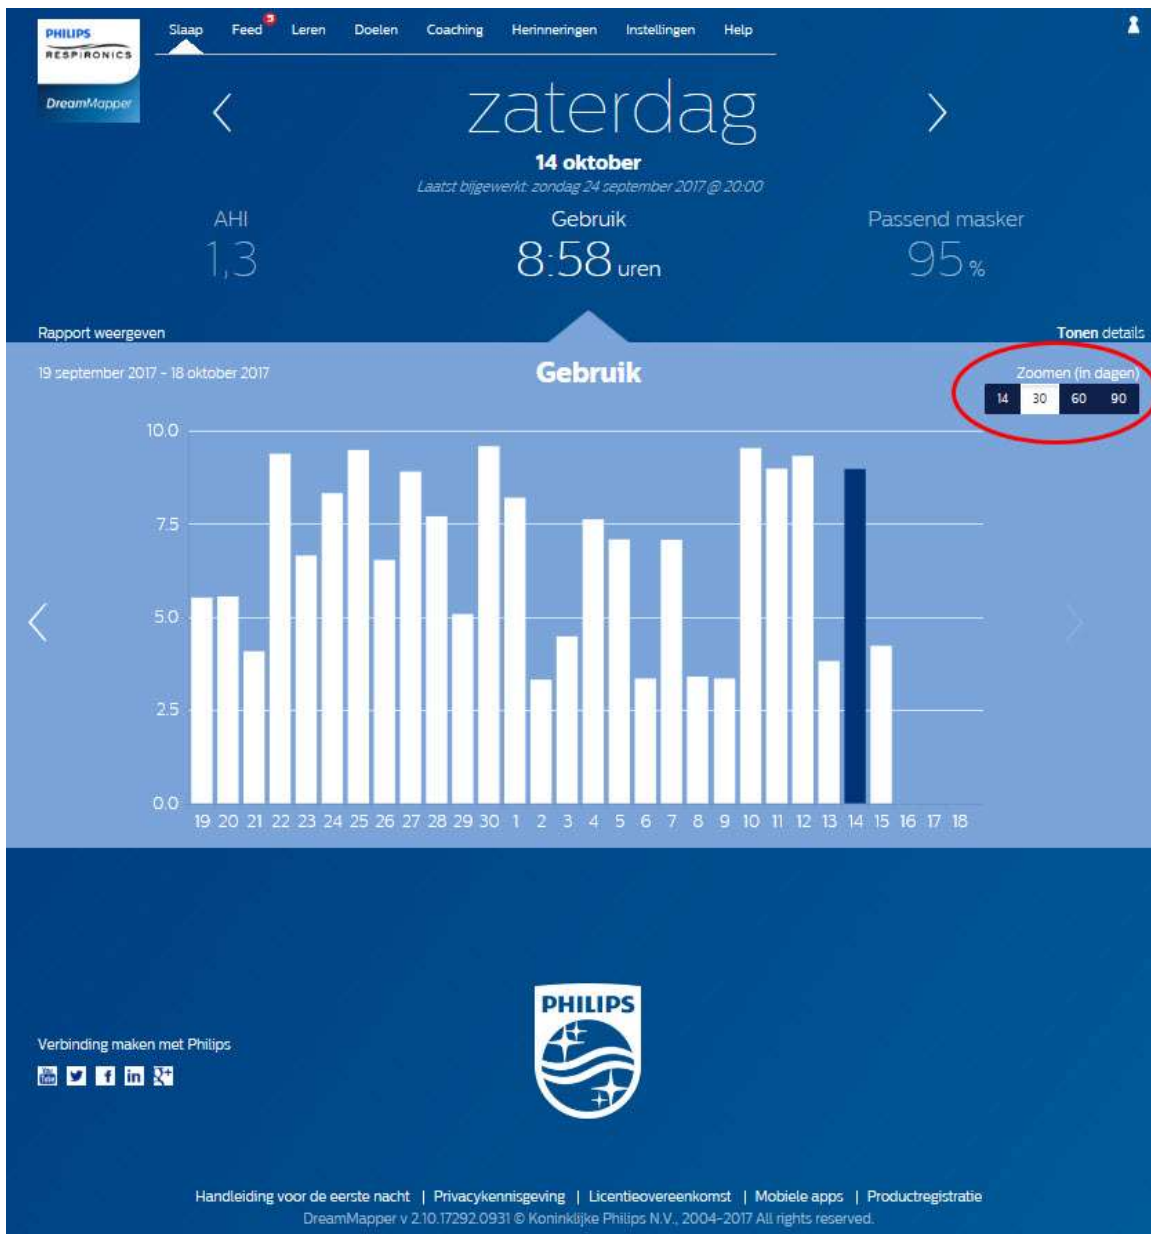 PHILIPS
RESPIRONICS
DreamMapper
Slaap Feed Leren Doelen Coaching Herinneringen Instellingen Help
zaterdag
14 oktober
Laatst bijgewerkt: zondag 24 september 2017 @ 20:00
AHI Gebruik Passend masker
1,3 8:58 uren 95 %
Rapport weergeven Tonen details
19 september 2017 - 18 oktober 2017 Gebruik Zoomen (in dagen)
14 30 60 90
10.0
7.5
5.0
2.5
0.0
19 20 21 22 23 24 25 26 27 28 29 30 1 2 3 4 5 6 7 8 9 10 11 12 13 14 15 16 17 18
PHILIPS
Verbinding maken met Philips
Handleiding voor de eerste nacht | Privacykennisgeving | Licentieovereenkomst | Mobiele apps | Productregistratie
DreamMapper v 2.10.17292.0931 © Koninklijke Philips N.V., 2004-2017 All rights reserved.